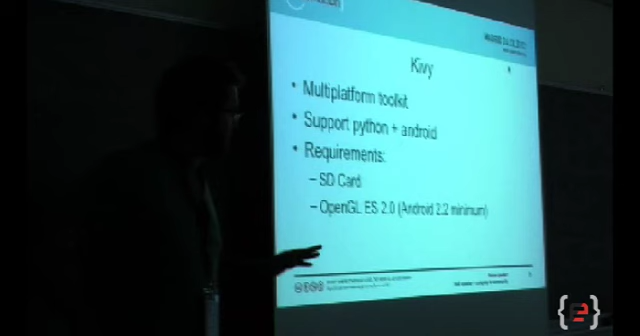 Kivy
• Multiplatform toolkit
• Support python + android
• Requirements:
– SD Card
– OpenGL ES 2.0 (Android 2.2 minimum)